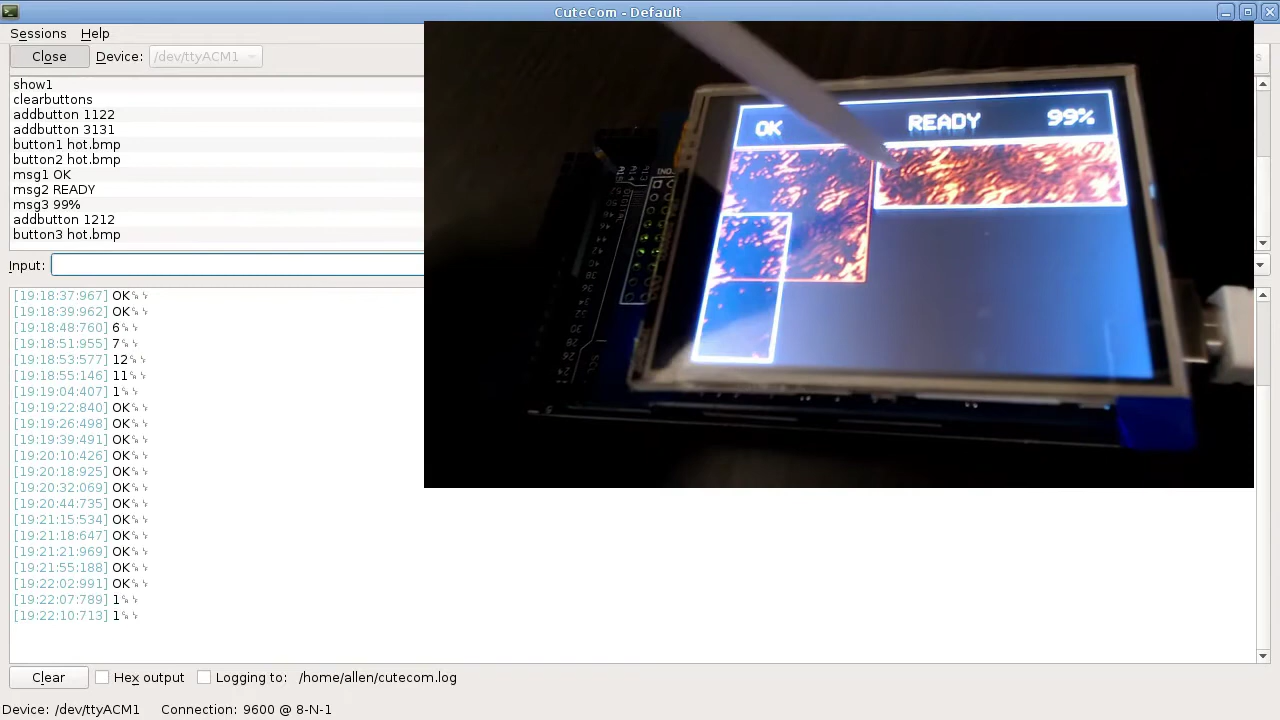 CuteCom - Default
Sessions Help
Close Device: /dev/ttyACM1
show1
clearbuttons
addbutton 1122
addbutton 3131
button1 hot.bmp
button2 hot.bmp
msg1 OK
msg2 READY
msg3 99%
addbutton 1212
button3 hot.bmp
Input:
OK READY 99%
[19:18:37:967] OK
[19:18:39:962] OK
[19:18:48:760] 6
[19:18:51:955] 7
[19:18:53:577] 12
[19:18:55:146] 11
[19:19:04:407] 1
[19:19:22:840] OK
[19:19:26:498] OK
[19:19:39:491] OK
[19:20:10:426] OK
[19:20:18:925] OK
[19:20:32:069] OK
[19:20:44:735] OK
[19:21:15:534] OK
[19:21:18:647] OK
[19:21:21:969] OK
[19:21:55:188] OK
[19:22:02:991] OK
[19:22:07:789] 1
[19:22:10:713] 1
Clear Hex output Logging to: /home/allen/cutecom.log
Device: /dev/ttyACM1 Connection: 9600 @ 8-N-1